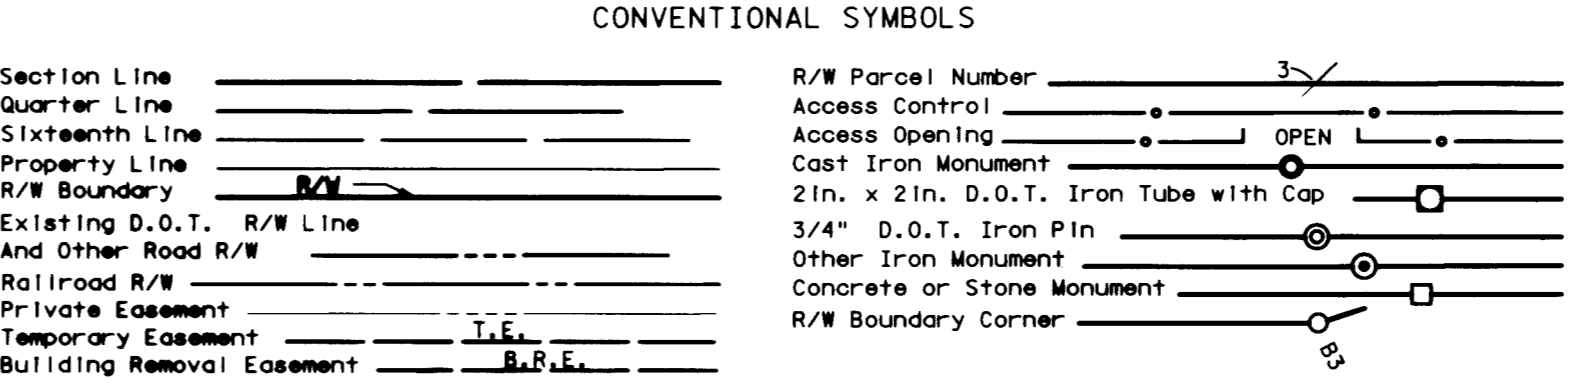 CONVENTIONAL SYMBOLS
Section Line
Quarter Line
Sixteenth Line
Property Line
R/W Boundary R/W
Existing D.O.T. R/W Line
And Other Road R/W
Railroad R/W
Private Easement
Temporary Easement T.E.
Building Removal Easement B.R.E.
R/W Parcel Number 3
Access Control
Access Opening OPEN
Cast Iron Monument
2in. x 2in. D.O.T. Iron Tube with Cap
3/4" D.O.T. Iron Pin
Other Iron Monument
Concrete or Stone Monument
R/W Boundary Corner
B3